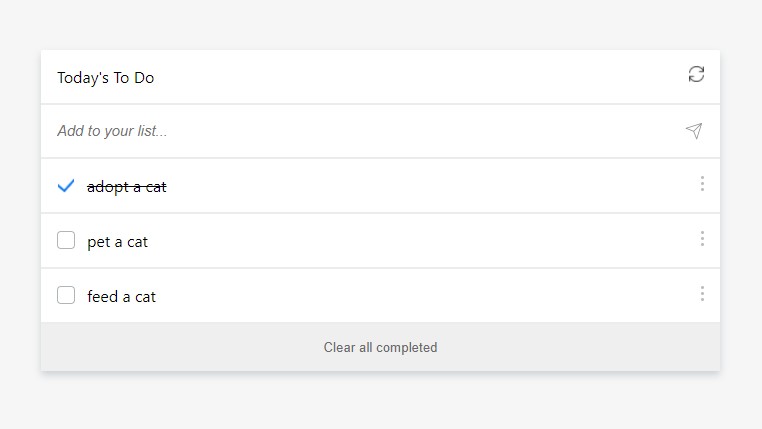 Today's To Do
Add to your list...
adopt a cat
pet a cat
feed a cat
Clear all completed